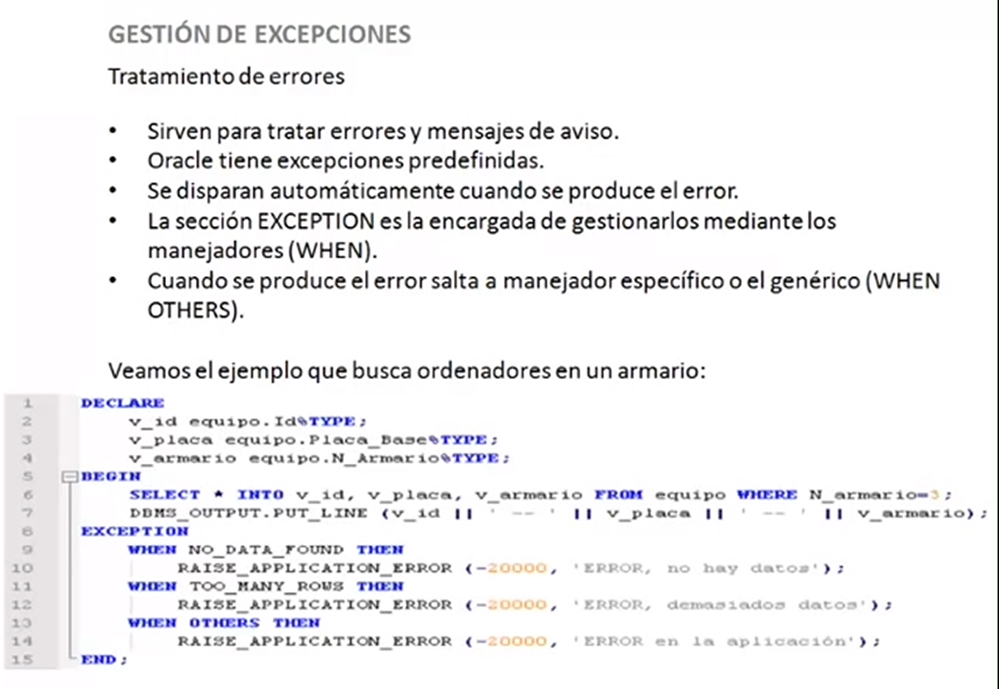 GESTIÓN DE EXCEPCIONES
Tratamiento de errores
• Sirven para tratar errores y mensajes de aviso.
• Oracle tiene excepciones predefinidas.
• Se disparan automáticamente cuando se produce el error.
• La sección EXCEPTION es la encargada de gestionarlos mediante los
manejadores (WHEN).
• Cuando se produce el error salta a manejador específico o el genérico (WHEN
OTHERS).
Veamos el ejemplo que busca ordenadores en un armario:
1 DECLARE
2 v_id equipo.Id%TYPE;
3 v_placa equipo.Placa_Base%TYPE;
4 v_armario equipo.N_Armario%TYPE;
5 BEGIN
6 SELECT * INTO v_id, v_placa, v_armario FROM equipo WHERE N_armario=3;
7 DBMS_OUTPUT.PUT_LINE (v_id || ' -- ' || v_placa || ' -- ' || v_armario);
8 EXCEPTION
9 WHEN NO_DATA_FOUND THEN
10 RAISE_APPLICATION_ERROR (-20000, 'ERROR, no hay datos');
11 WHEN TOO_MANY_ROWS THEN
12 RAISE_APPLICATION_ERROR (-20000, 'ERROR, demasiados datos');
13 WHEN OTHERS THEN
14 RAISE_APPLICATION_ERROR (-20000, 'ERROR en la aplicación');
15 END;